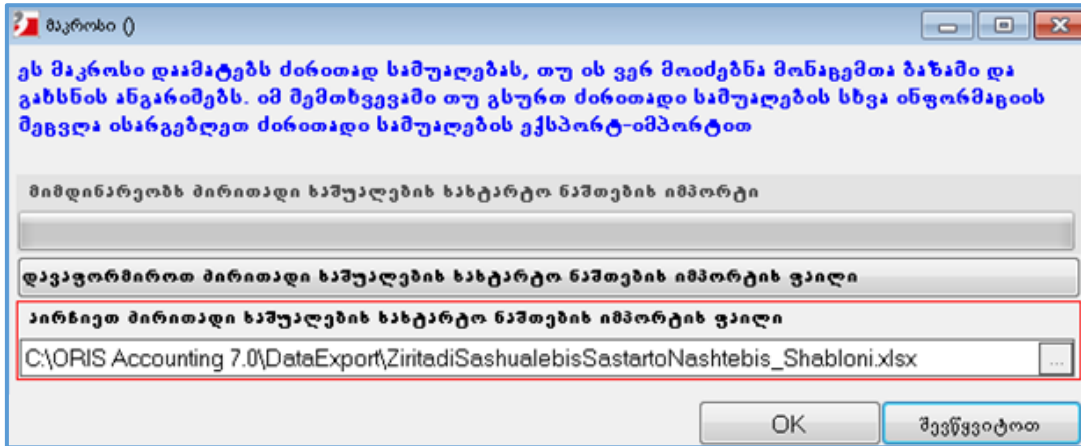 მაკროსი ()
ეს მაკროსი დაამატებს ძირითად საშუალებას, თუ ის ვერ მოიძებნა მონაცემთა ბაზაში და
გახსნის ანგარიშებს. იმ შემთხვევაში თუ გსურთ ძირითადი საშუალების სხვა ინფორმაციის
შეცვლა ისარგებლეთ ძირითადი საშუალების ექსპორტ-იმპორტით
მიმდინარეობს ძირითადი საშუალების სასტარტო ნაშთების იმპორტი
დავაფორმიროთ ძირითადი საშუალების სასტარტო ნაშთების იმპორტის ფაილი
აირჩიეთ ძირითადი საშუალების სასტარტო ნაშთების იმპორტის ფაილი
C:\ORIS Accounting 7.0\DataExport\ZiritadiSashualebisSastartoNashtebis_Shabloni.xlsx
...
OK
შევწყვიტოთ